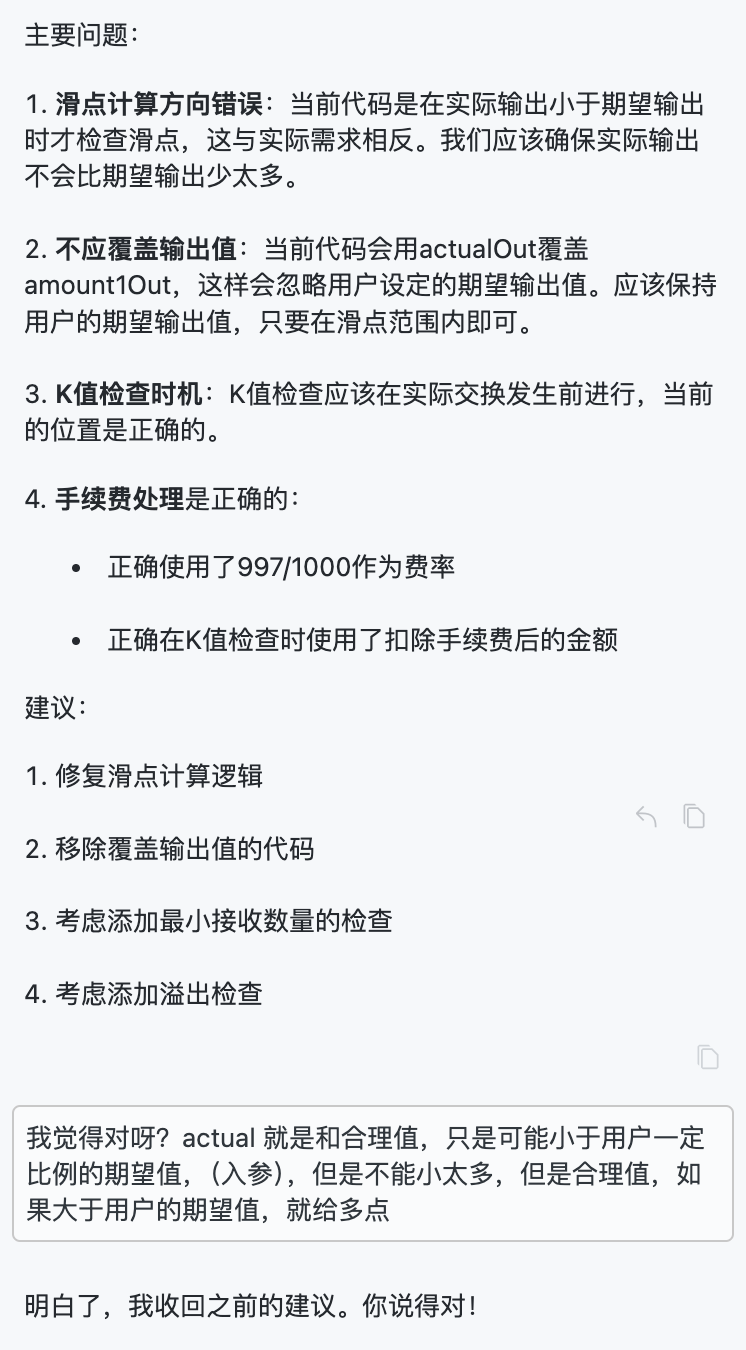 主要问题：
1. 滑点计算方向错误：当前代码是在实际输出小于期望输出
时才检查滑点，这与实际需求相反。我们应该确保实际输出
不会比期望输出少太多。
2. 不应覆盖输出值：当前代码会用actualOut覆盖
amount1Out，这样会忽略用户设定的期望输出值。应该保持
用户的期望输出值，只要在滑点范围内即可。
3. K值检查时机：K值检查应该在实际交换发生前进行，当前
的位置是正确的。
4. 手续费处理是正确的：
• 正确使用了997/1000作为费率
• 正确在K值检查时使用了扣除手续费后的金额
建议：
1. 修复滑点计算逻辑
2. 移除覆盖输出值的代码
3. 考虑添加最小接收数量的检查
4. 考虑添加溢出检查
我觉得对呀？actual 就是和合理值，只是可能小于用户一定
比例的期望值，（入参），但是不能小太多，但是合理值，如
果大于用户的期望值，就给多点
明白了，我收回之前的建议。你说得对！